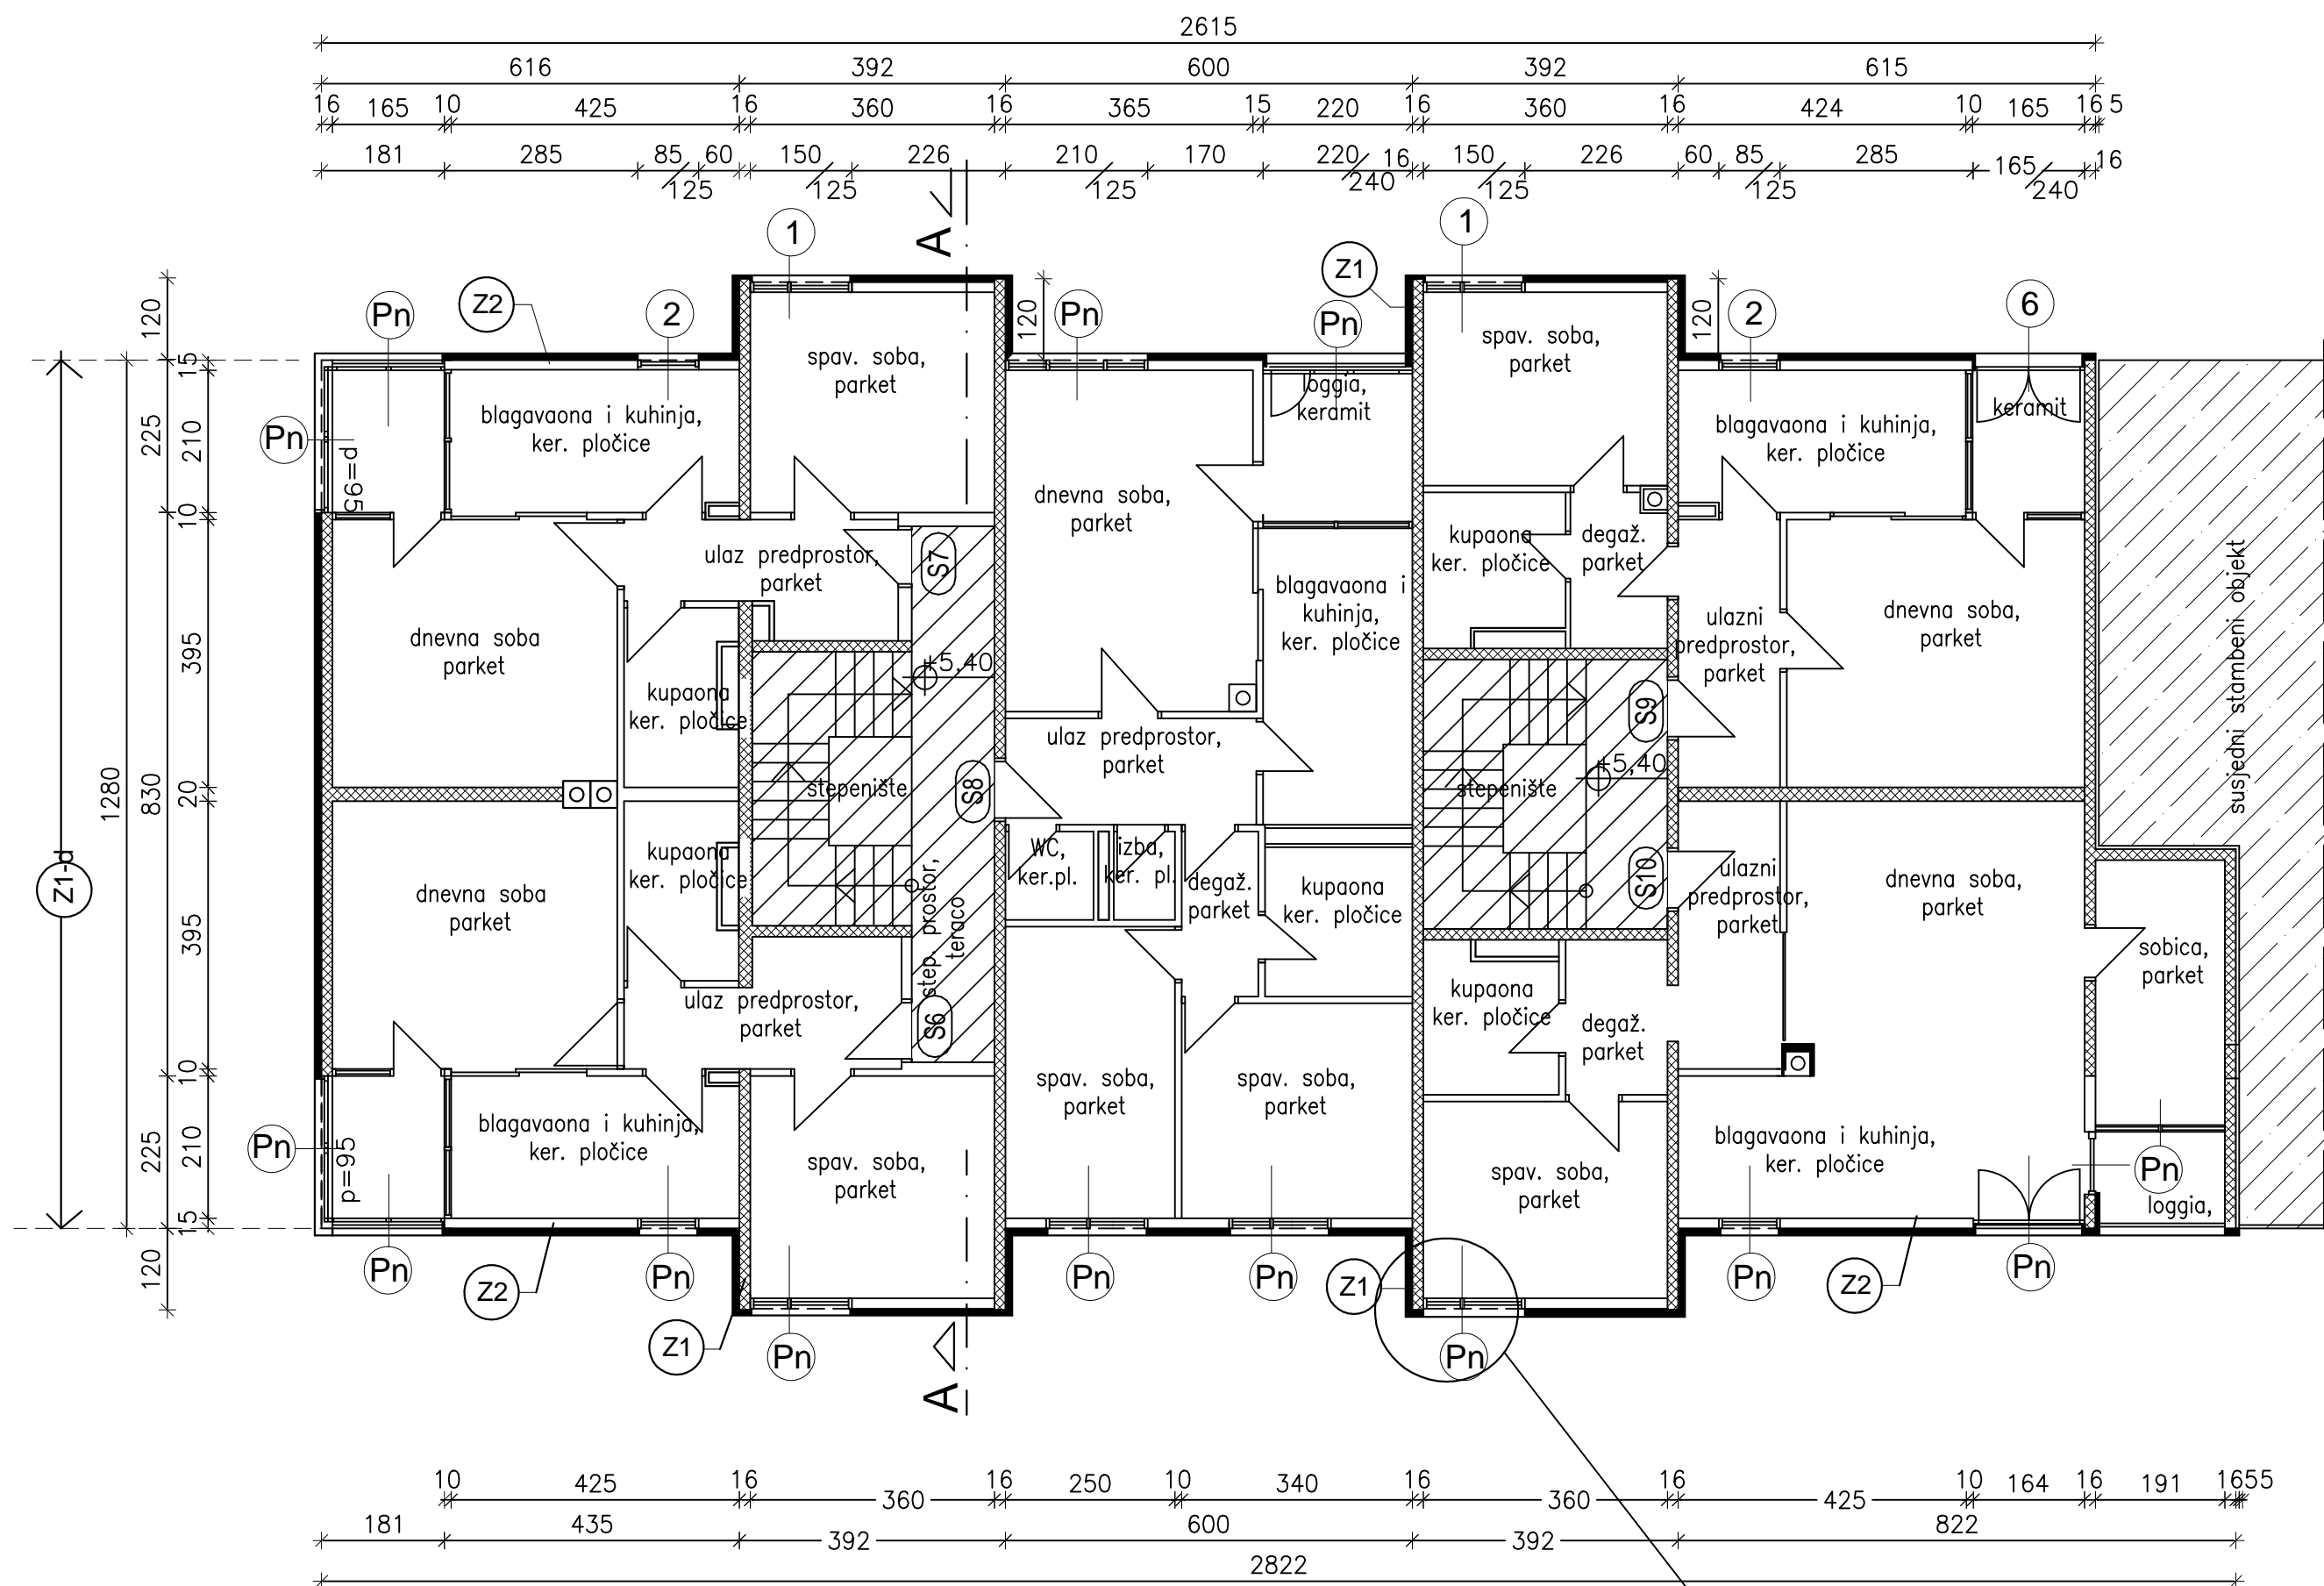 2615
616 392 600 392 615
16 165 10 425 16 360 16 365 15 220 16 360 16 424 10 165 16 5
181 285 85 60 150 226 210 170 220 16 150 226 60 85 285 165 16
125 125 125 240 125 125 240
A
1
1
Z1
Z2
Pn
2
Pn
Pn
2
6
120
120
120
15
225
210
10
395
830
1280
20
395
10
225
210
15
120
Z1-d
Pn
p=95
blagavaona i kuhinja,
ker. pločice
spav. soba,
parket
loggia,
keramit
spav. soba,
parket
blagavaona i kuhinja,
ker. pločice
keramit
dnevna soba,
parket
ulaz predprostor,
parket
S7
kupaona
ker. pločice
degaž.
parket
blagavaona i
kuhinja,
ker. pločice
ulazni
predprostor,
parket
dnevna soba,
parket
susjedni stambeni objekt
dnevna soba
parket
kupaona
ker. pločice
+5,40
ulaz predprostor,
parket
S9
+5,40
stepenište
S8
stepenište
dnevna soba
parket
kupaona
ker. pločice
WC,
ker.pl.
izba,
ker. pl.
degaž.
parket
kupaona
ker. pločice
S10
ulazni
predprostor,
parket
dnevna soba,
parket
sobica,
parket
step. prostor,
teraco
S6
ulaz predprostor,
parket
kupaona
ker. pločice
degaž.
parket
spav. soba,
parket
spav. soba,
parket
Pn
p=95
blagavaona i kuhinja,
ker. pločice
spav. soba,
parket
spav. soba,
parket
blagavaona i kuhinja,
ker. pločice
Pn
loggia,
Pn
Z2
Pn
Z1
Pn
A
Pn
Pn
Z1
Pn
Pn
Z2
Pn
10 425 16 360 16 250 10 340 16 360 16 425 10 164 16 191 1655
181 435 392 600 392 822
2822